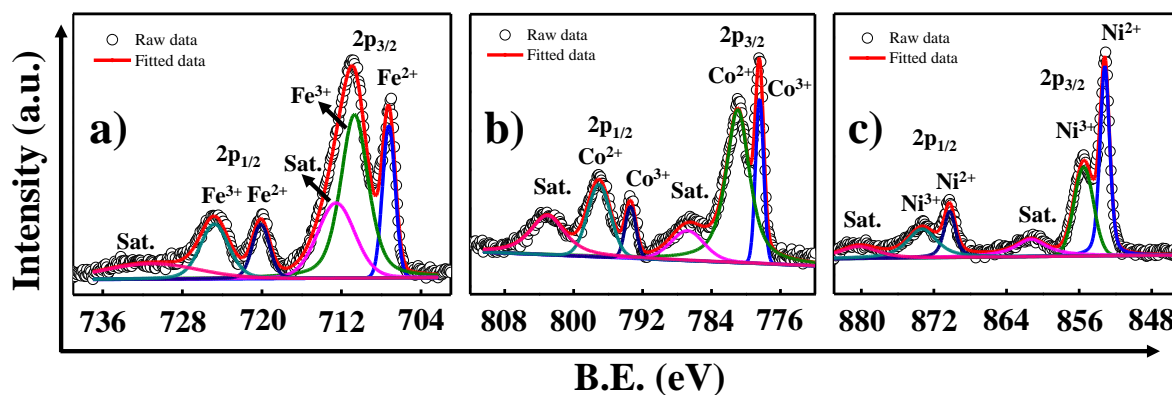 Intensity (a.u.)
a)
Raw data
Fitted data
2p3/2
Fe2+
Fe3+
Sat.
2p1/2
Fe3+ Fe2+
Sat.
736 728 720 712 704
b)
Raw data
Fitted data
2p3/2
Co2+
Co3+
2p1/2
Co2+
Co3+
Sat.
Sat.
808 800 792 784 776
c)
Raw data
Fitted data
Ni2+
2p3/2
Ni3+
2p1/2
Ni2+
Ni3+
Sat.
Sat.
880 872 864 856 848
B.E. (eV)